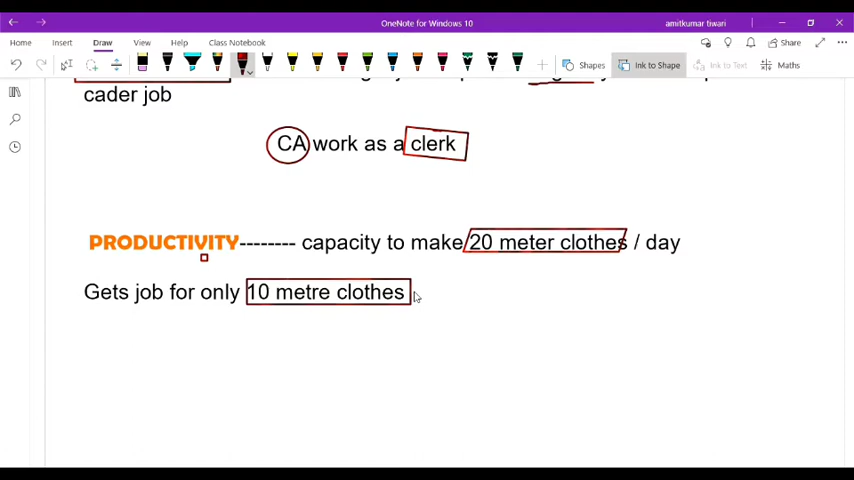 OneNote for Windows 10
amitkumar tiwari
Home Insert Draw View Help Class Notebook
Share
Shapes
Ink to Shape
Ink to Text
Maths
cader job
CA work as a clerk
PRODUCTIVITY-------- capacity to make 20 meter clothes / day
Gets job for only 10 metre clothes